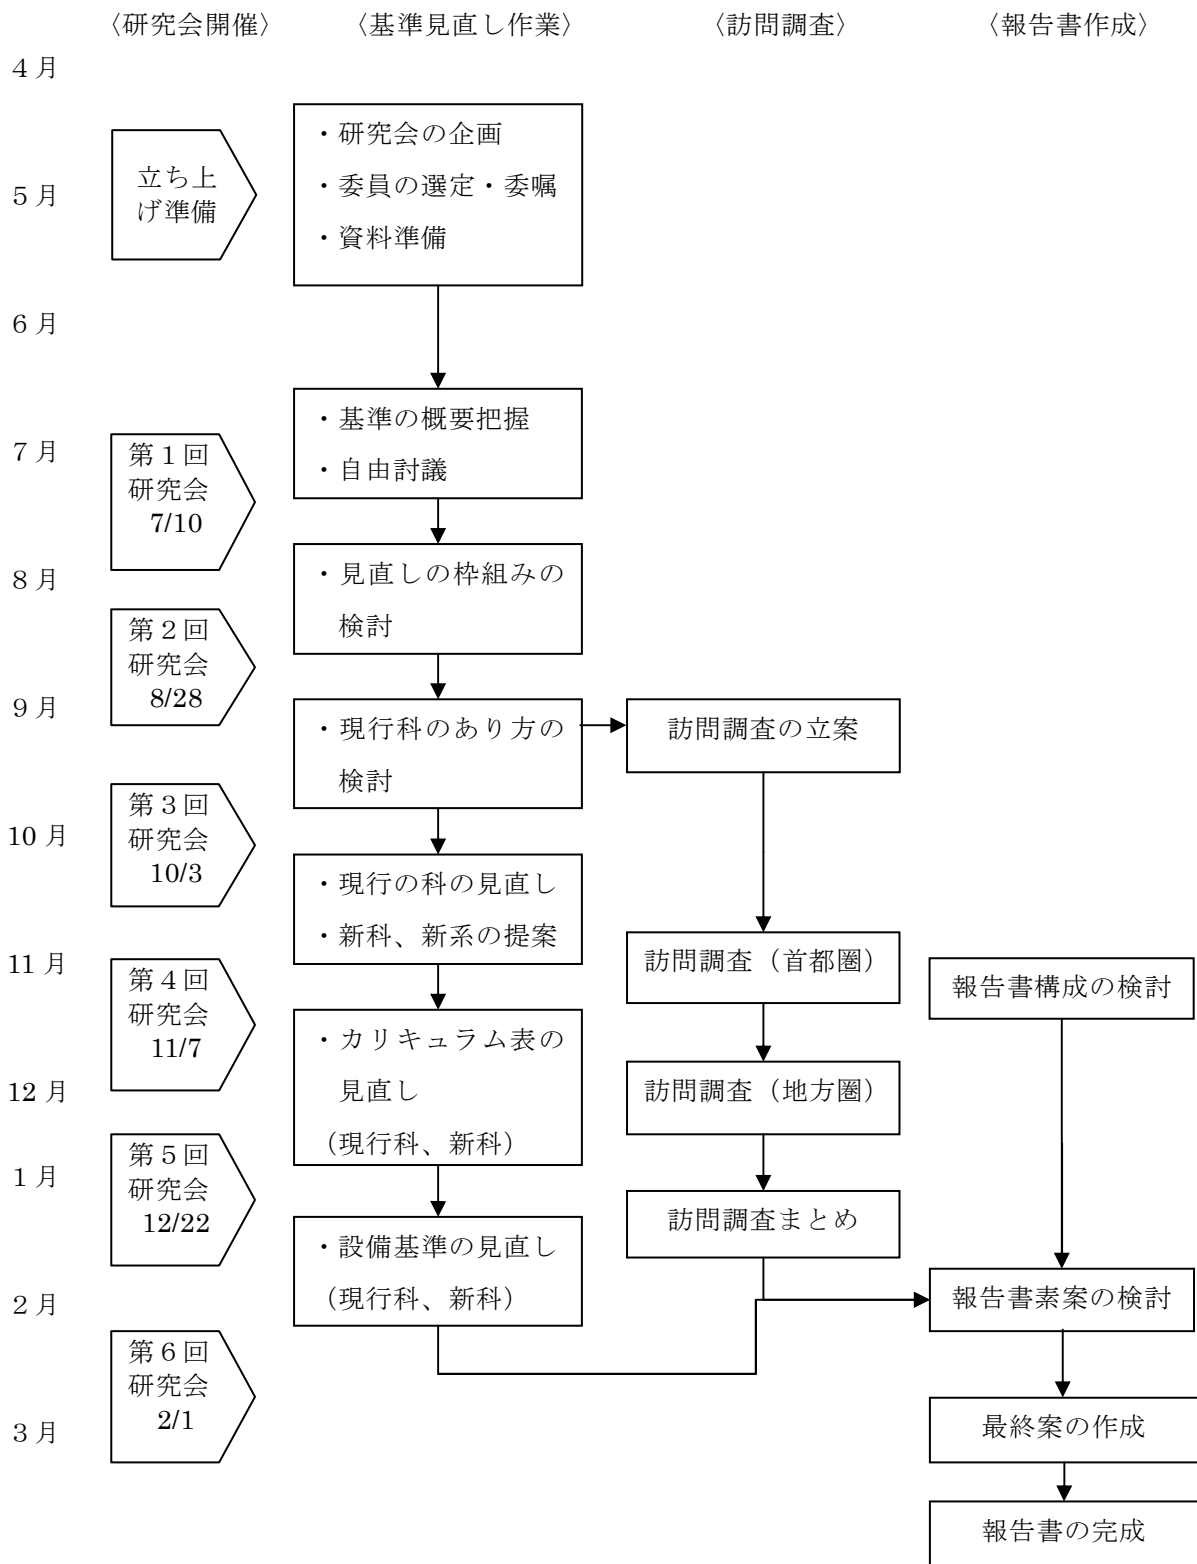 〈研究会開催〉 〈基準見直し作業〉 〈訪問調査〉 〈報告書作成〉
４月
５月
６月
７月
８月
９月
10 月
11 月
12 月
１月
２月
３月
立ち上
げ準備
第１回
研究会
7/10
第２回
研究会
8/28
第３回
研究会
10/3
第４回
研究会
11/7
第５回
研究会
12/22
第６回
研究会
2/1
・研究会の企画
・委員の選定・委嘱
・資料準備
・基準の概要把握
・自由討議
・見直しの枠組みの
検討
・現行科のあり方の
検討
・現行の科の見直し
・新科、新系の提案
・カリキュラム表の
見直し
（現行科、新科）
・設備基準の見直し
（現行科、新科）
訪問調査の立案
訪問調査（首都圏）
訪問調査（地方圏）
訪問調査まとめ
報告書構成の検討
報告書素案の検討
最終案の作成
報告書の完成